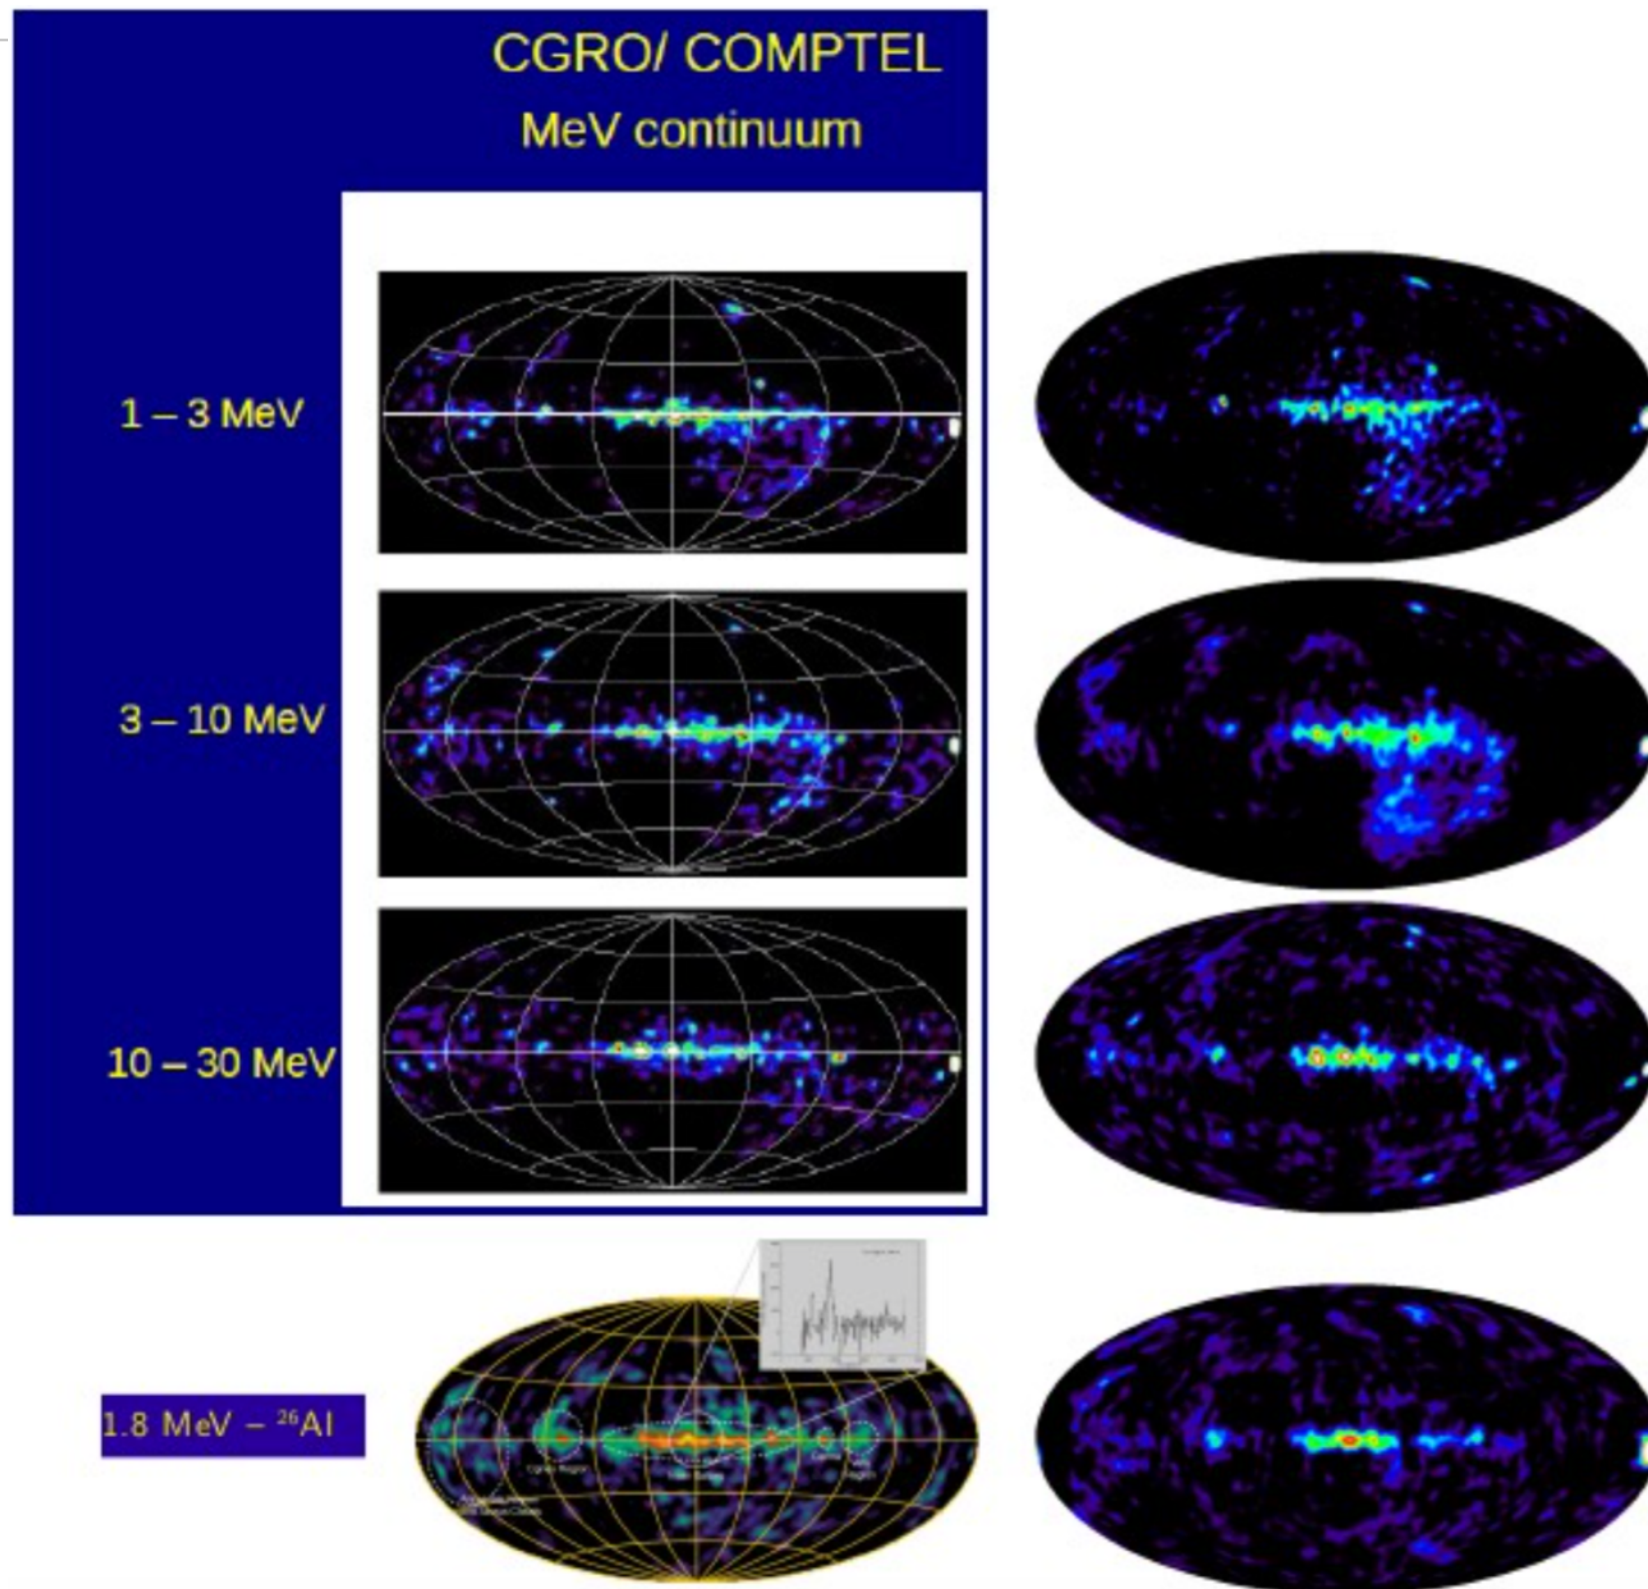 CGRO/ COMPTEL
MeV continuum
1 – 3 MeV
3 – 10 MeV
10 – 30 MeV
1.8 MeV – ²⁶Al